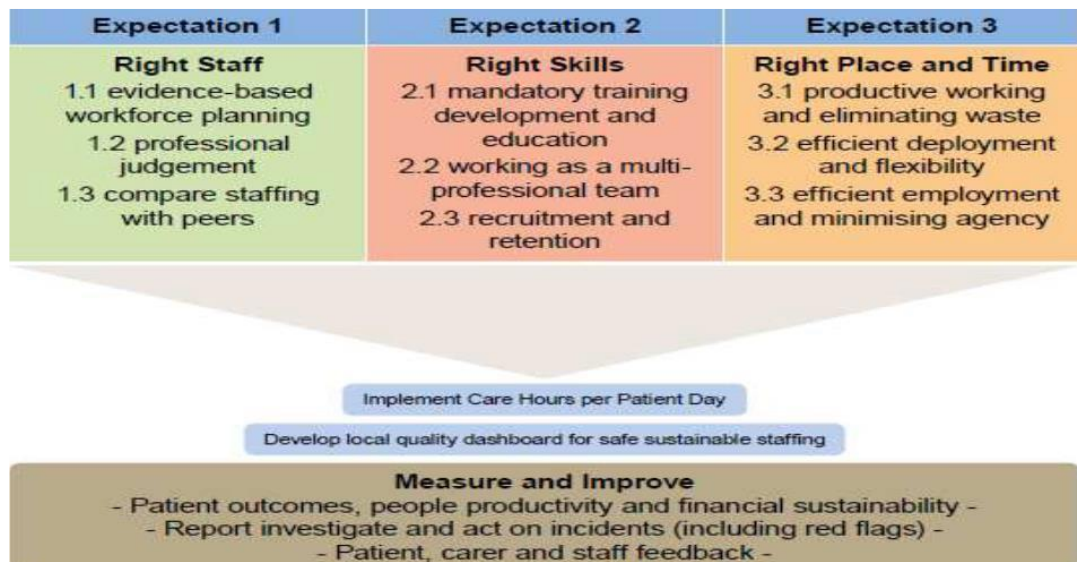 Expectation 1
Right Staff
1.1 evidence-based
workforce planning
1.2 professional
judgement
1.3 compare staffing
with peers
Expectation 2
Right Skills
2.1 mandatory training
development and
education
2.2 working as a multi-
professional team
2.3 recruitment and
retention
Expectation 3
Right Place and Time
3.1 productive working
and eliminating waste
3.2 efficient deployment
and flexibility
3.3 efficient employment
and minimising agency
Implement Care Hours per Patient Day
Develop local quality dashboard for safe sustainable staffing
Measure and Improve
- Patient outcomes, people productivity and financial sustainability -
- Report investigate and act on incidents (including red flags) -
- Patient, carer and staff feedback -